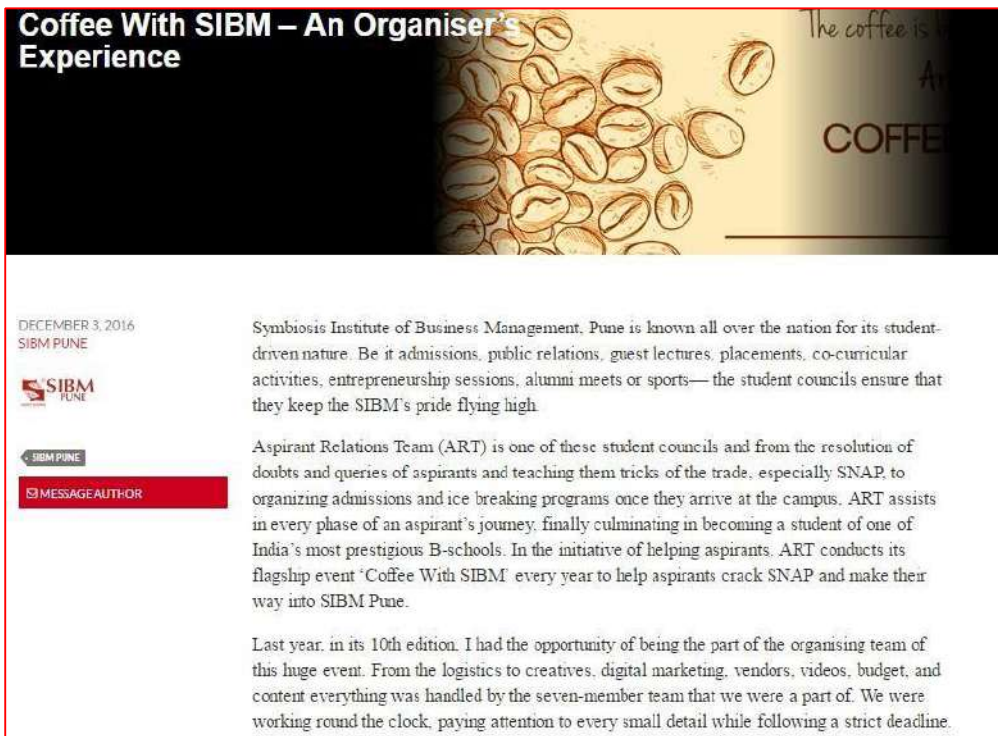 Coffee With SIBM – An Organiser's
Experience
The coffee is
COFFE
DECEMBER 3, 2016
SIBM PUNE
SIBM
PUNE
SIBM PUNE
MESSAGE AUTHOR
Symbiosis Institute of Business Management, Pune is known all over the nation for its student-
driven nature. Be it admissions, public relations, guest lectures, placements, co-curricular
activities, entrepreneurship sessions, alumni meets or sports— the student councils ensure that
they keep the SIBM's pride flying high.
Aspirant Relations Team (ART) is one of these student councils and from the resolution of
doubts and queries of aspirants and teaching them tricks of the trade, especially SNAP, to
organizing admissions and ice breaking programs once they arrive at the campus, ART assists
in every phase of an aspirant's journey, finally culminating in becoming a student of one of
India's most prestigious B-schools. In the initiative of helping aspirants, ART conducts its
flagship event 'Coffee With SIBM' every year to help aspirants crack SNAP and make their
way into SIBM Pune.
Last year, in its 10th edition, I had the opportunity of being the part of the organising team of
this huge event. From the logistics to creatives, digital marketing, vendors, videos, budget, and
content everything was handled by the seven-member team that we were a part of. We were
working round the clock, paying attention to every small detail while following a strict deadline.